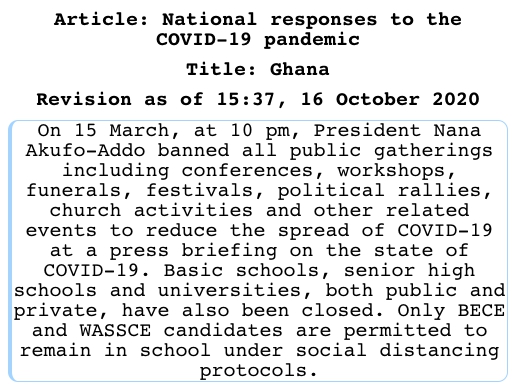 Article: National responses to the
COVID-19 pandemic
Title: Ghana
Revision as of 15:37, 16 October 2020
On 15 March, at 10 pm, President Nana
Akufo-Addo banned all public gatherings
including conferences, workshops,
funerals, festivals, political rallies,
church activities and other related
events to reduce the spread of COVID-19
at a press briefing on the state of
COVID-19. Basic schools, senior high
schools and universities, both public and
private, have also been closed. Only BECE
and WASSCE candidates are permitted to
remain in school under social distancing
protocols.